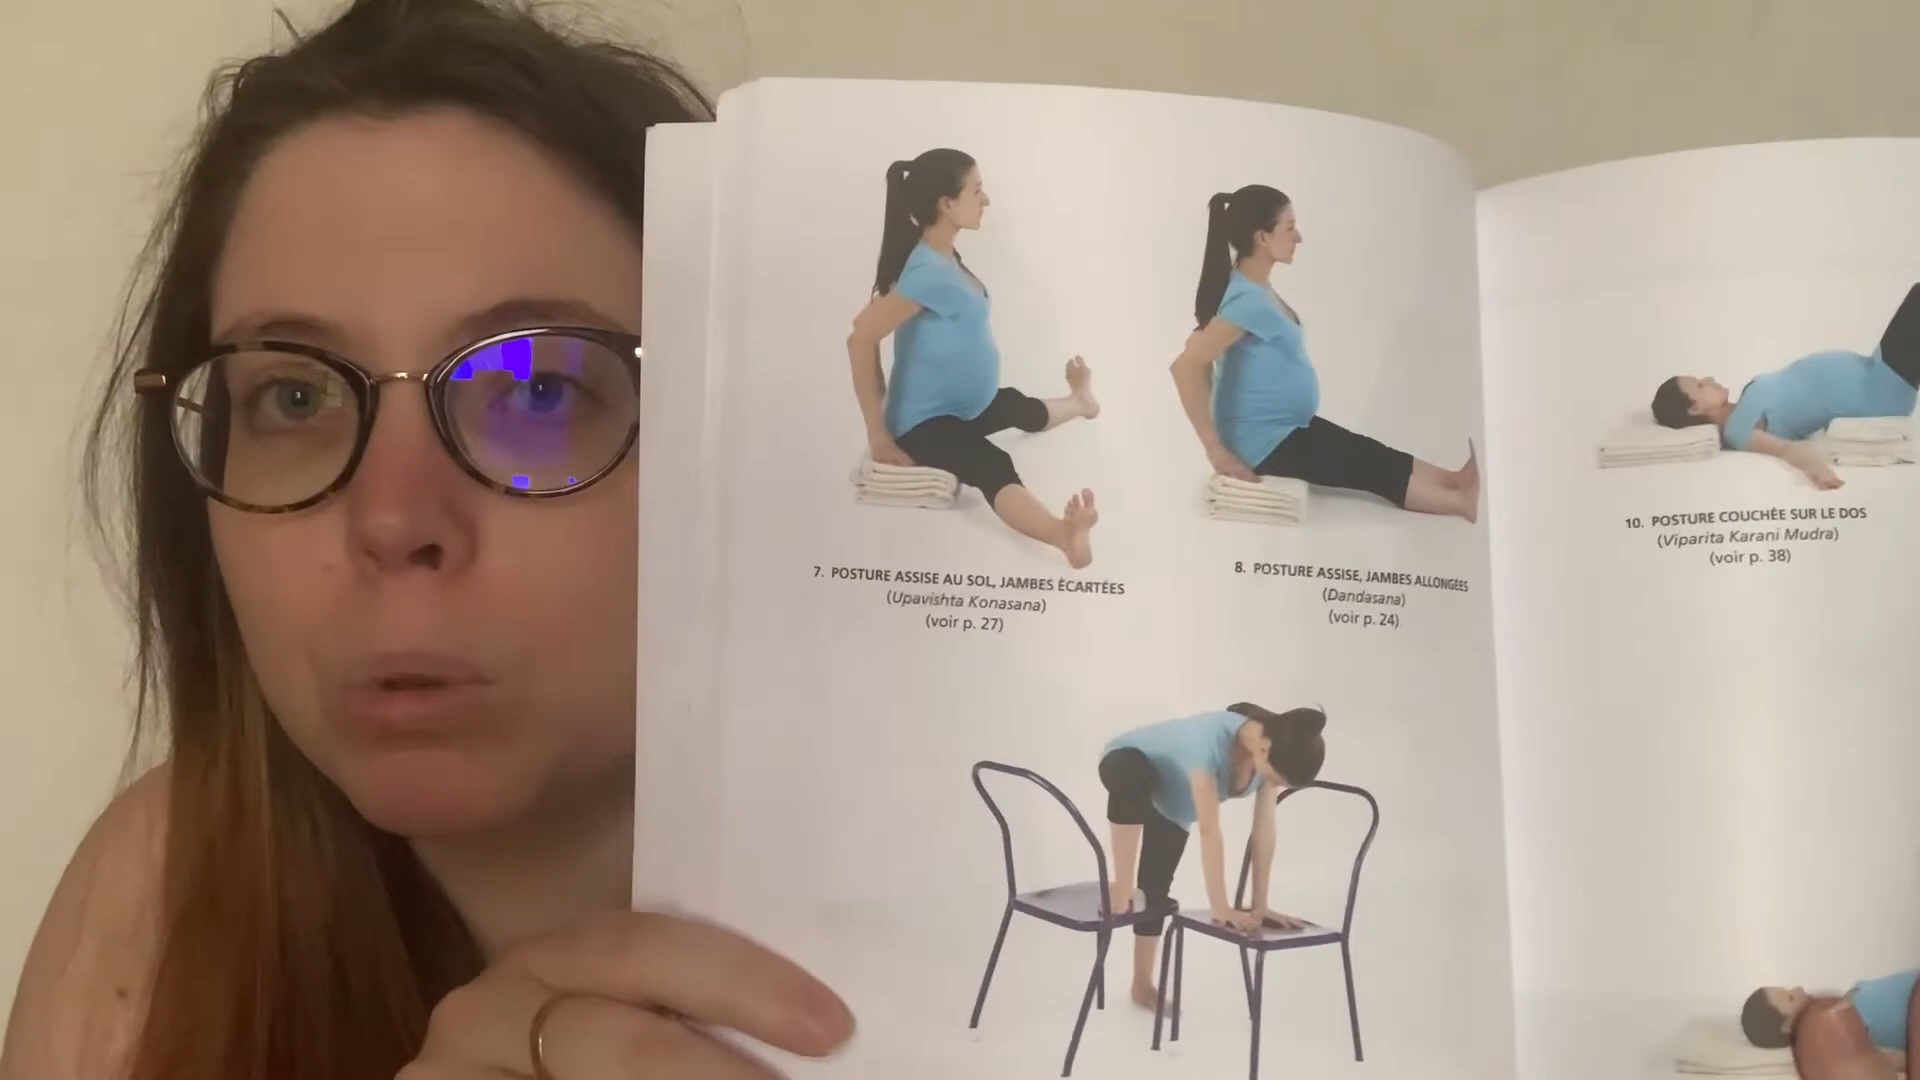 7. POSTURE ASSISE AU SOL, JAMBES ÉCARTÉES
(Upavishta Konasana)
(voir p. 27)
8. POSTURE ASSISE, JAMBES ALLONGÉES
(Dandasana)
(voir p. 24)
10. POSTURE COUCHÉE SUR LE DOS
(Viparita Karani Mudra)
(voir p. 38)